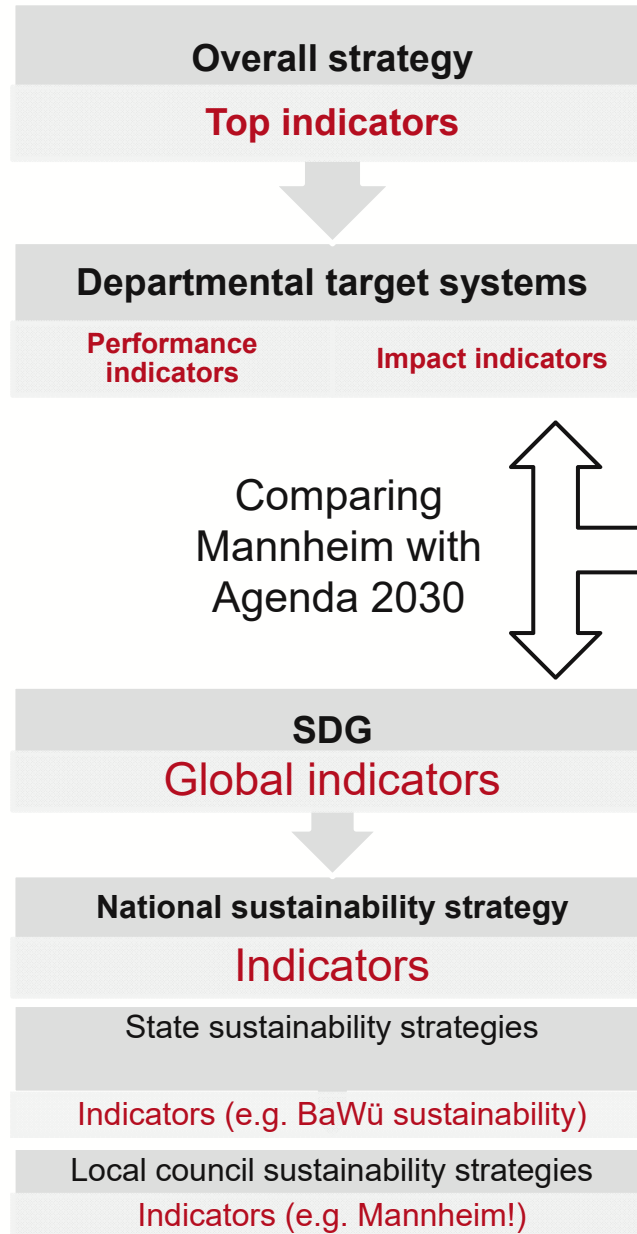 Overall strategy
Top indicators
Departmental target systems
Performance
indicators
Impact indicators
Comparing
Mannheim with
Agenda 2030
SDG
Global indicators
National sustainability strategy
Indicators
State sustainability strategies
Indicators (e.g. BaWü sustainability)
Local council sustainability strategies
Indicators (e.g. Mannheim!)